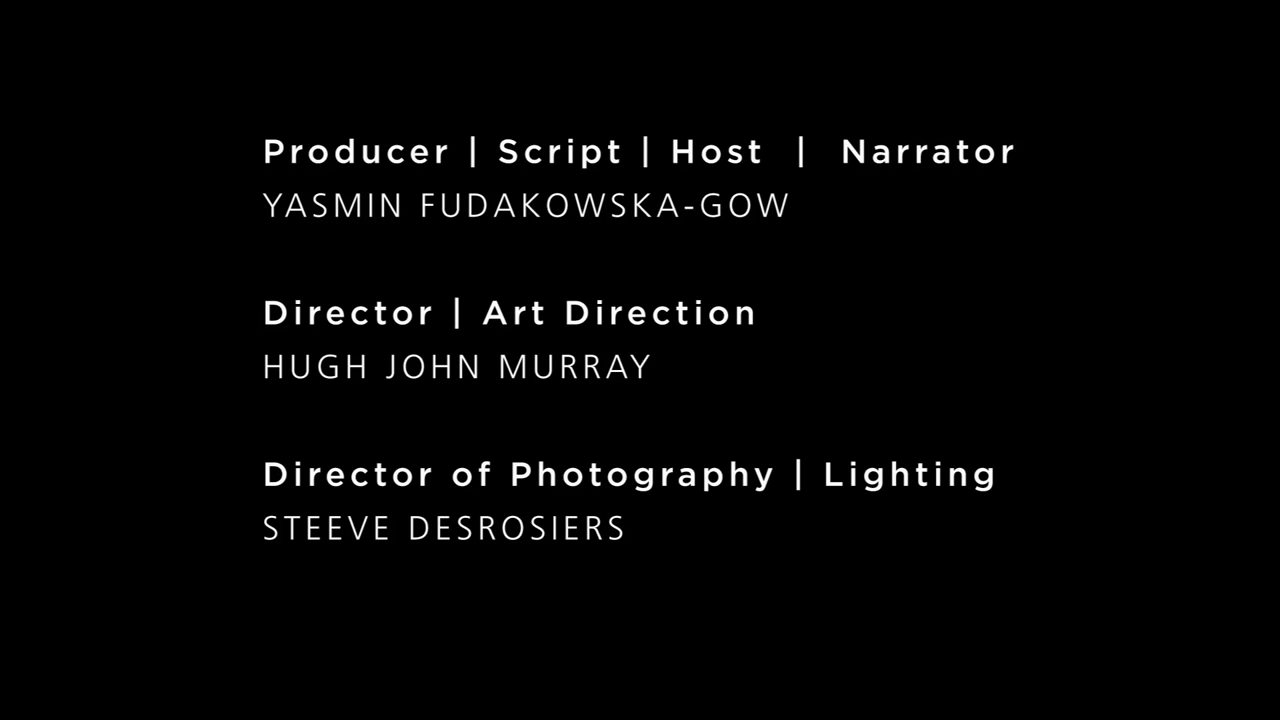 Producer | Script | Host | Narrator
YASMIN FUDAKOWSKA-GOW
Director | Art Direction
HUGH JOHN MURRAY
Director of Photography | Lighting
STEEVE DESROSIERS